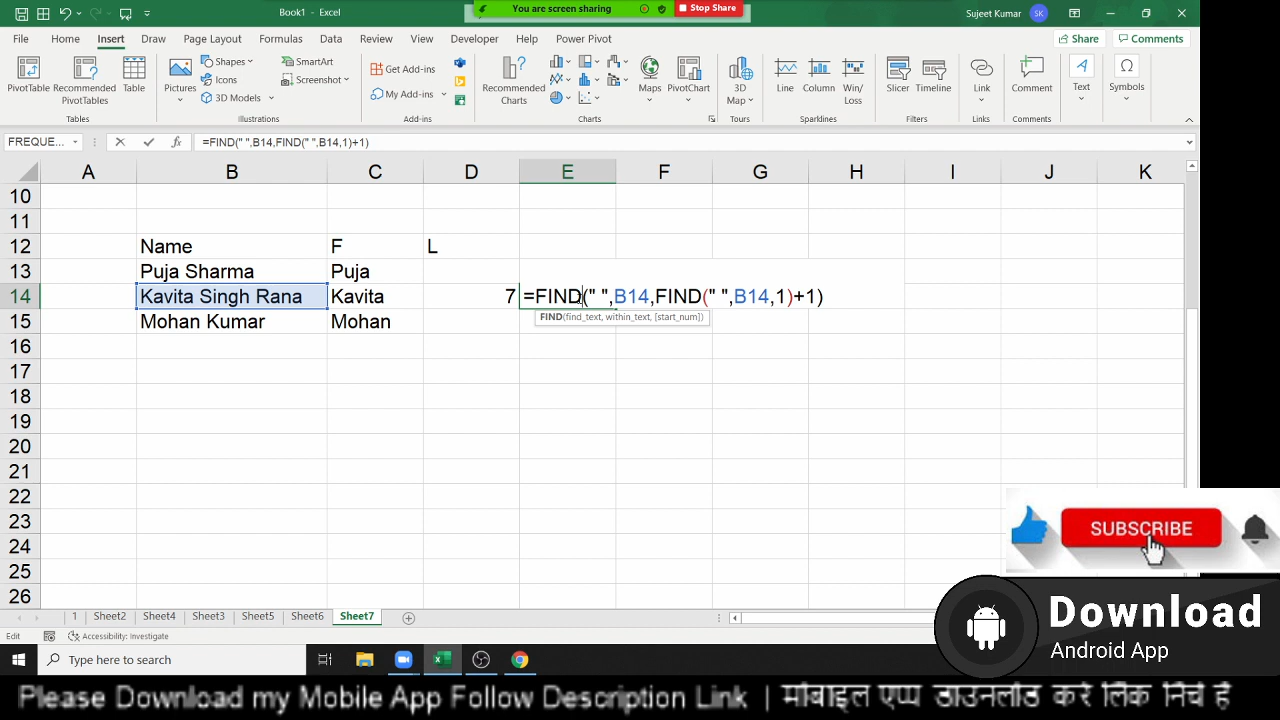 Book1 - Excel
You are screen sharing
Stop Share
Sujeet Kumar
SK
File Home Insert Draw Page Layout Formulas Data Review View Developer Help Power Pivot
Share
Comments
PivotTable
Recommended PivotTables
Table
Tables
Pictures
Shapes
Icons
3D Models
SmartArt
Screenshot
Illustrations
Get Add-ins
My Add-ins
Add-ins
Recommended Charts
Maps
PivotChart
Charts
3D Map
Tours
Line
Column
Win/Loss
Sparklines
Slicer
Timeline
Filters
Link
Links
Comment
Comments
Text
Symbols
FREQUE...
fx
=FIND(" ",B14,FIND(" ",B14,1)+1)
A B C D E F G H I J K
10
11
12 Name F L
13 Puja Sharma Puja
14 Kavita Singh Rana Kavita 7 =FIND(" ",B14,FIND(" ",B14,1)+1)
FIND(find_text, within_text, [start_num])
15 Mohan Kumar Mohan
16
17
18
19
20
21
22
23
24
25
26
SUBSCRIBE
1 Sheet2 Sheet4 Sheet3 Sheet5 Sheet6 Sheet7
Edit
Accessibility: Investigate
Download
Android App
Type here to search
Please Download my Mobile App Follow Description Link | मोबाइल एप्प डाउनलोड करे लिंक निचे है